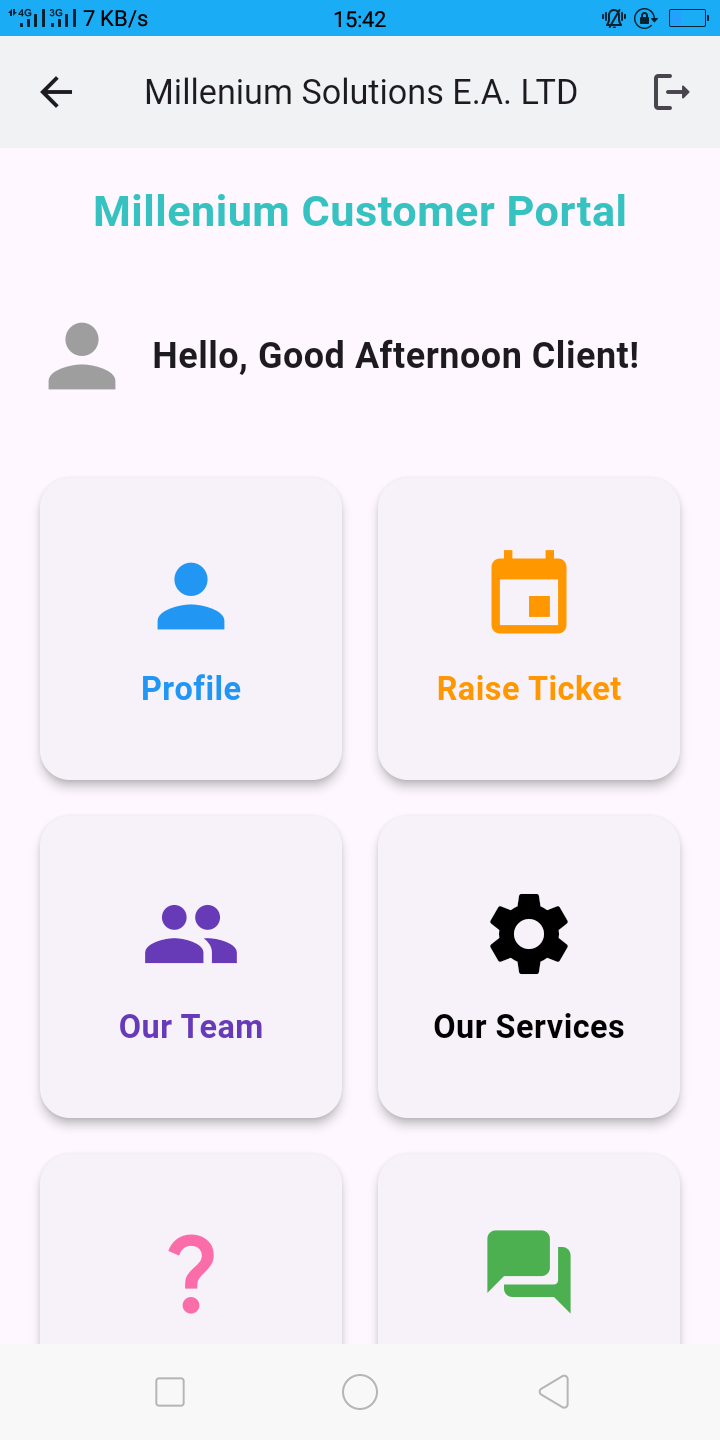 4G 3G 7 KB/s 15:42
Millenium Solutions E.A. LTD
Millenium Customer Portal
Hello, Good Afternoon Client!
Profile Raise Ticket
Our Team Our Services
?